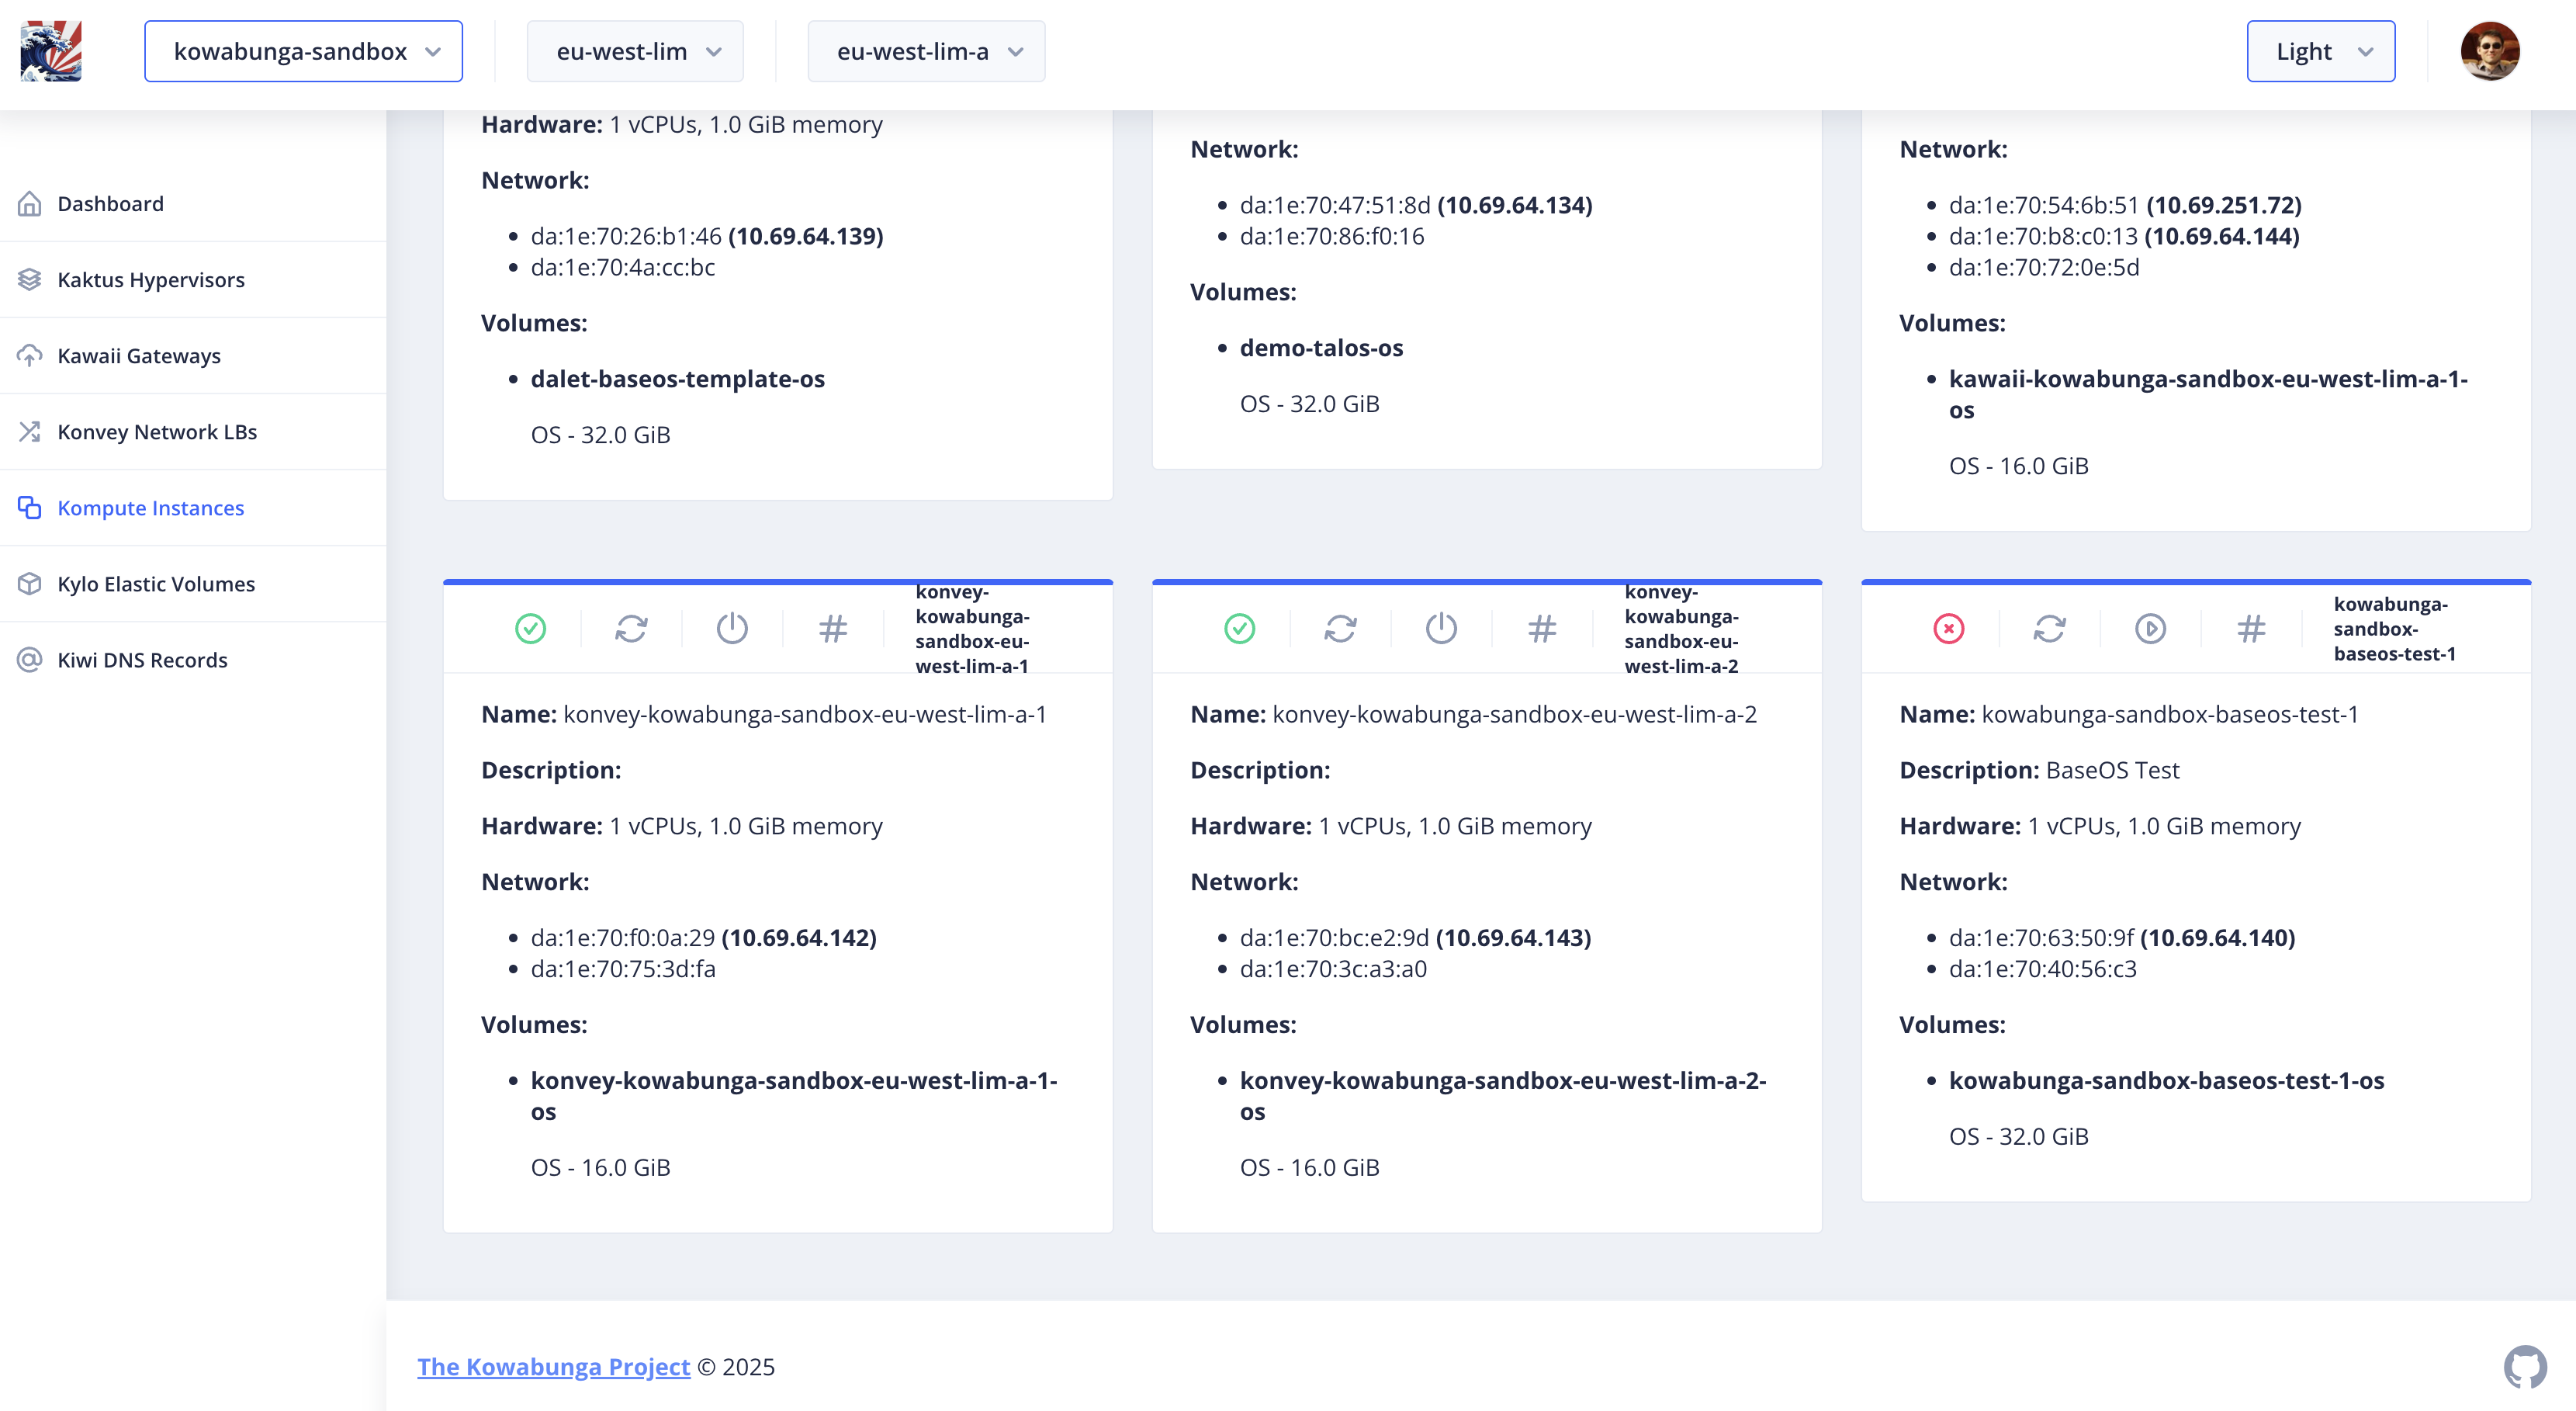 kowabunga-sandbox
eu-west-lim
eu-west-lim-a
Light
Dashboard
Kaktus Hypervisors
Kawaii Gateways
Konvey Network LBs
Kompute Instances
Kylo Elastic Volumes
Kiwi DNS Records
Hardware: 1 vCPUs, 1.0 GiB memory
Network:
da:1e:70:26:b1:46 (10.69.64.139)
da:1e:70:4a:cc:bc
Volumes:
dalet-baseos-template-os
OS - 32.0 GiB
Network:
da:1e:70:47:51:8d (10.69.64.134)
da:1e:70:86:f0:16
Volumes:
demo-talos-os
OS - 32.0 GiB
Network:
da:1e:70:54:6b:51 (10.69.251.72)
da:1e:70:b8:c0:13 (10.69.64.144)
da:1e:70:72:0e:5d
Volumes:
kawaii-kowabunga-sandbox-eu-west-lim-a-1-
os
OS - 16.0 GiB
konvey-
kowabunga-
sandbox-eu-
west-lim-a-1
Name: konvey-kowabunga-sandbox-eu-west-lim-a-1
Description:
Hardware: 1 vCPUs, 1.0 GiB memory
Network:
da:1e:70:f0:0a:29 (10.69.64.142)
da:1e:70:75:3d:fa
Volumes:
konvey-kowabunga-sandbox-eu-west-lim-a-1-
os
OS - 16.0 GiB
konvey-
kowabunga-
sandbox-eu-
west-lim-a-2
Name: konvey-kowabunga-sandbox-eu-west-lim-a-2
Description:
Hardware: 1 vCPUs, 1.0 GiB memory
Network:
da:1e:70:bc:e2:9d (10.69.64.143)
da:1e:70:3c:a3:a0
Volumes:
konvey-kowabunga-sandbox-eu-west-lim-a-2-
os
OS - 16.0 GiB
kowabunga-
sandbox-
baseos-test-1
Name: kowabunga-sandbox-baseos-test-1
Description: BaseOS Test
Hardware: 1 vCPUs, 1.0 GiB memory
Network:
da:1e:70:63:50:9f (10.69.64.140)
da:1e:70:40:56:c3
Volumes:
kowabunga-sandbox-baseos-test-1-os
OS - 32.0 GiB
The Kowabunga Project © 2025